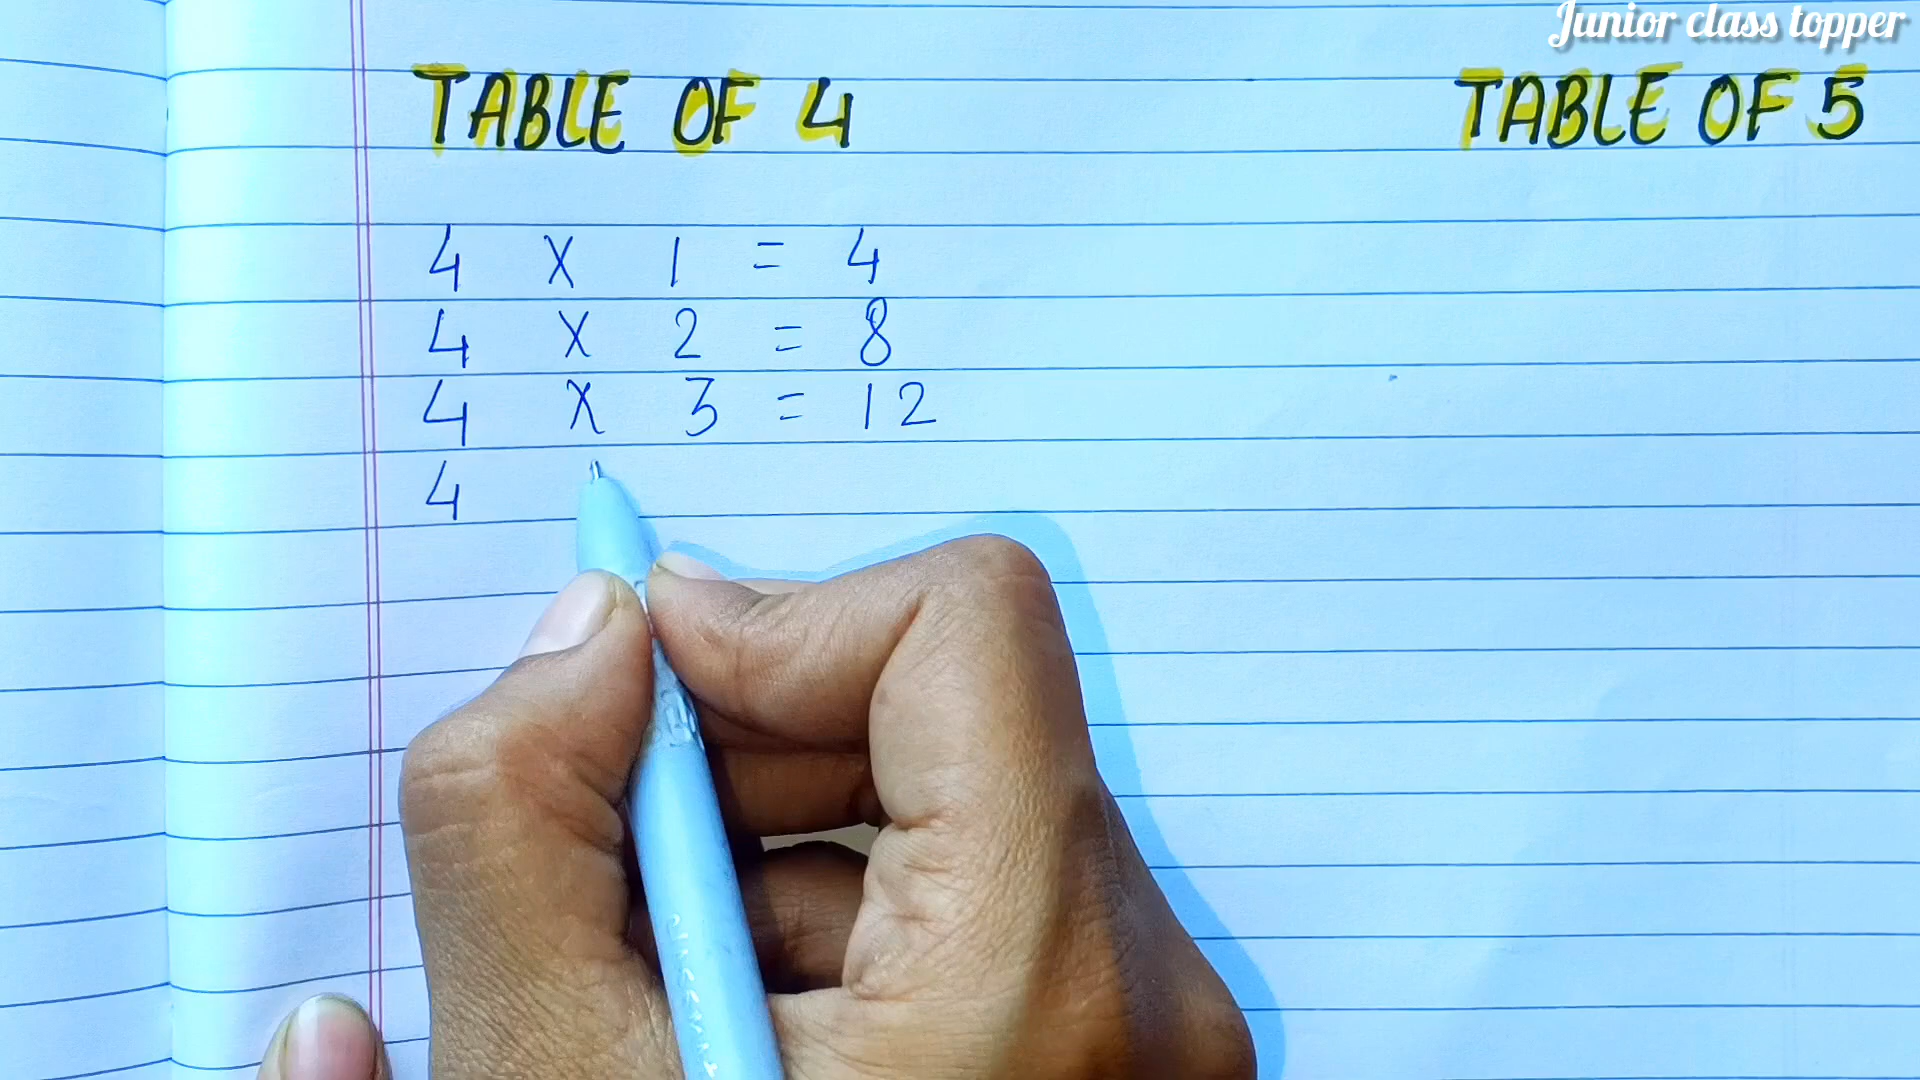 Junior class topper
TABLE OF 4
TABLE OF 5
4 X 1 = 4
4 X 2 = 8
4 X 3 = 12
4